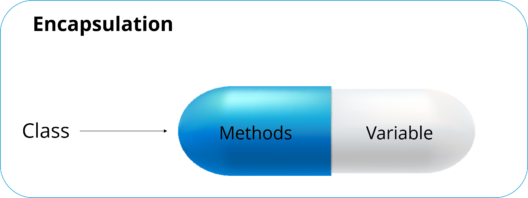 Encapsulation
Class
Methods
Variable